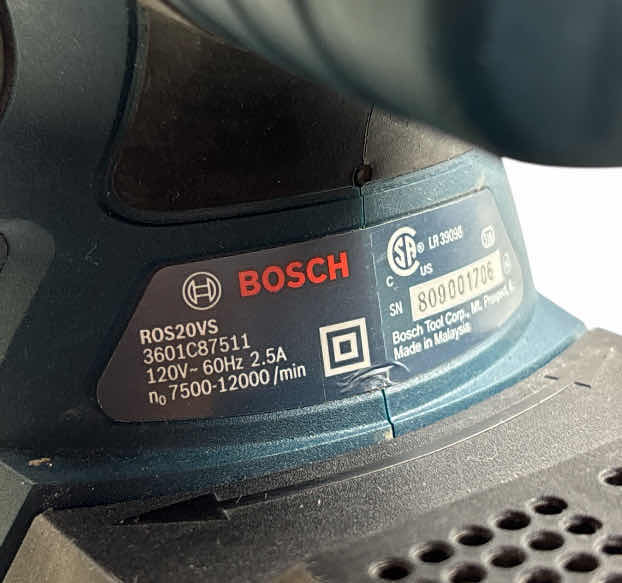 BOSCH
ROS20VS
3601C87511
120V~ 60Hz 2.5A
n₀ 7500-12000/min
CSA® LR 39098
C US
SN 809001706
Bosch Tool Corp., Mt. Prospect, IL
Made in Malaysia